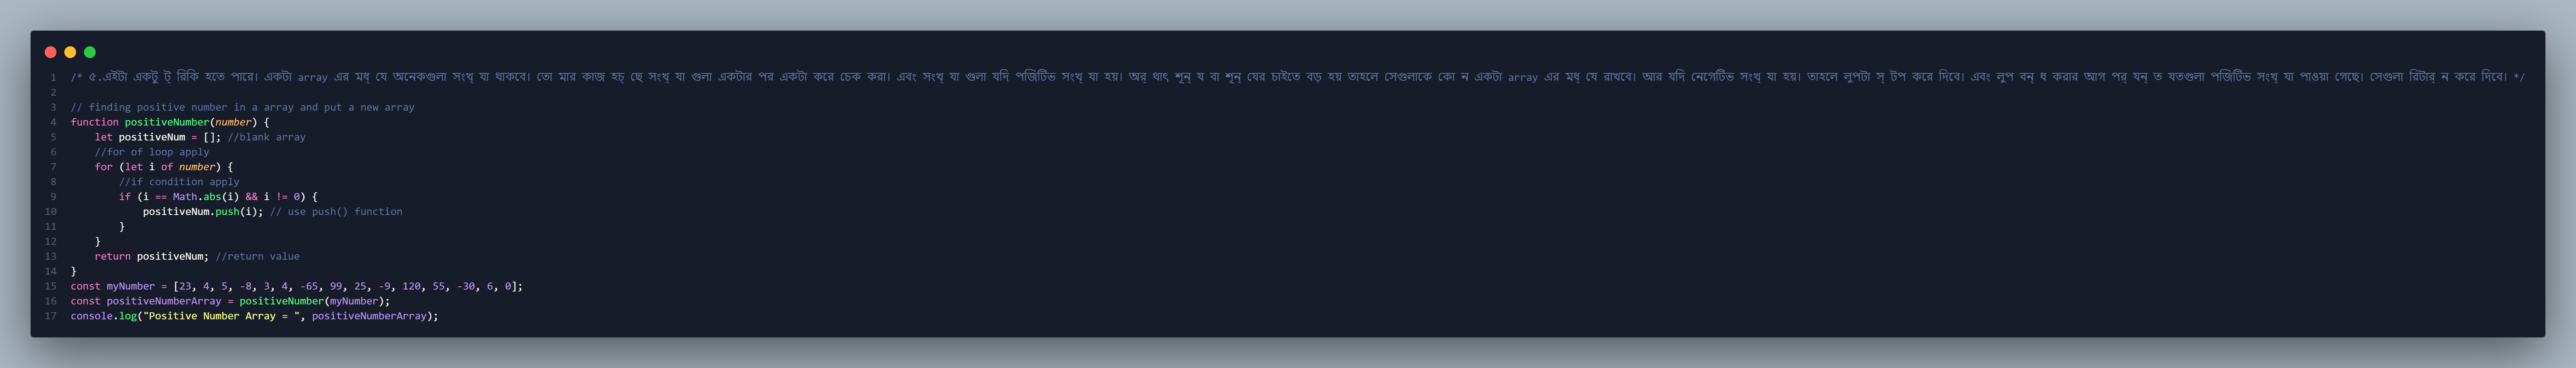 1 /* ৫.এইটা একটু ট্ রিকি হতে পারে। একটা array এর মধ্ যে অনেকগুলা সংখ্ যা থাকবে। তো মার কাজ হচ্ ছে সংখ্ যা গুলা একটার পর একটা করে চেক করা। এবং সংখ্ যা গুলা যদি পজিটিভ সংখ্ যা হয়। অর্ থাৎ শূন্ য বা শূন্ যের চাইতে বড় হয় তাহলে সেগুলাকে কো ন একটা array এর মধ্ যে রাখবে। আর যদি নেগেটিভ সংখ্ যা হয়। তাহলে লুপটা স্ টপ করে দিবে। এবং লুপ বন্ ধ করার আগ পর্ যন্ ত যতগুলা পজিটিভ সংখ্ যা পাওয়া গেছে। সেগুলা রিটার্ ন করে দিবে। */
2
3 // finding positive number in a array and put a new array
4 function positiveNumber(number) {
5     let positiveNum = []; //blank array
6     //for of loop apply
7     for (let i of number) {
8         //if condition apply
9         if (i == Math.abs(i) && i != 0) {
10             positiveNum.push(i); // use push() function
11         }
12     }
13     return positiveNum; //return value
14 }
15 const myNumber = [23, 4, 5, -8, 3, 4, -65, 99, 25, -9, 120, 55, -30, 6, 0];
16 const positiveNumberArray = positiveNumber(myNumber);
17 console.log("Positive Number Array = ", positiveNumberArray);